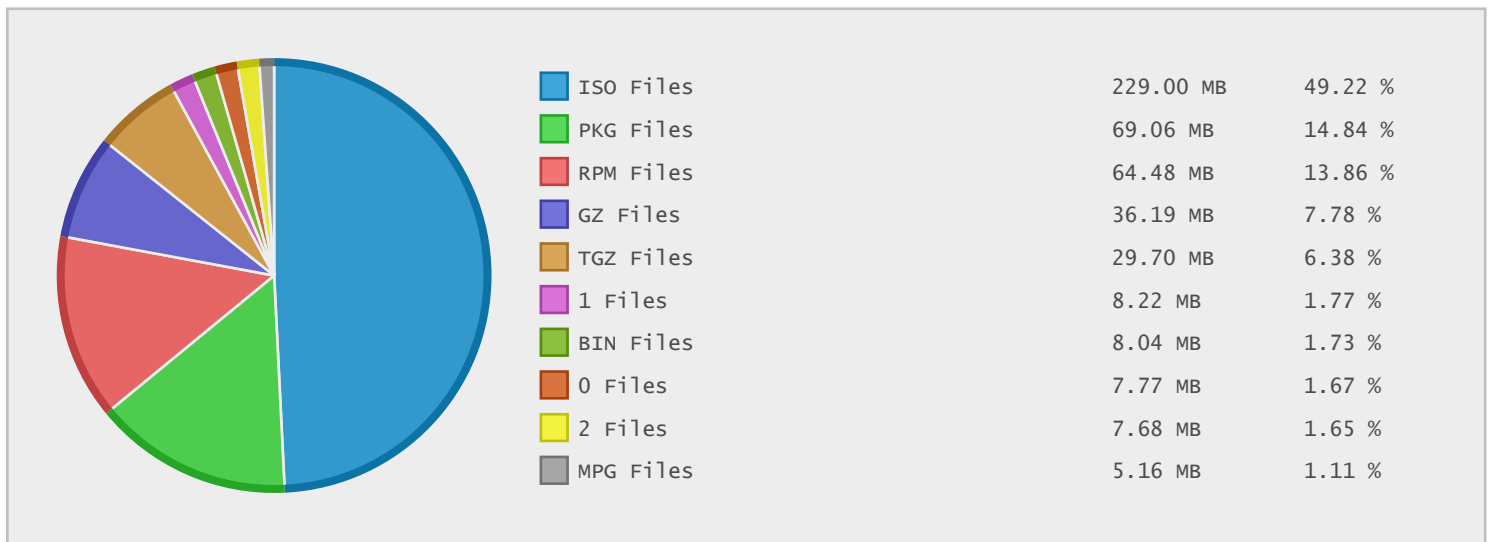 ISO Files 229.00 MB 49.22 %
PKG Files 69.06 MB 14.84 %
RPM Files 64.48 MB 13.86 %
GZ Files 36.19 MB 7.78 %
TGZ Files 29.70 MB 6.38 %
1 Files 8.22 MB 1.77 %
BIN Files 8.04 MB 1.73 %
0 Files 7.77 MB 1.67 %
2 Files 7.68 MB 1.65 %
MPG Files 5.16 MB 1.11 %